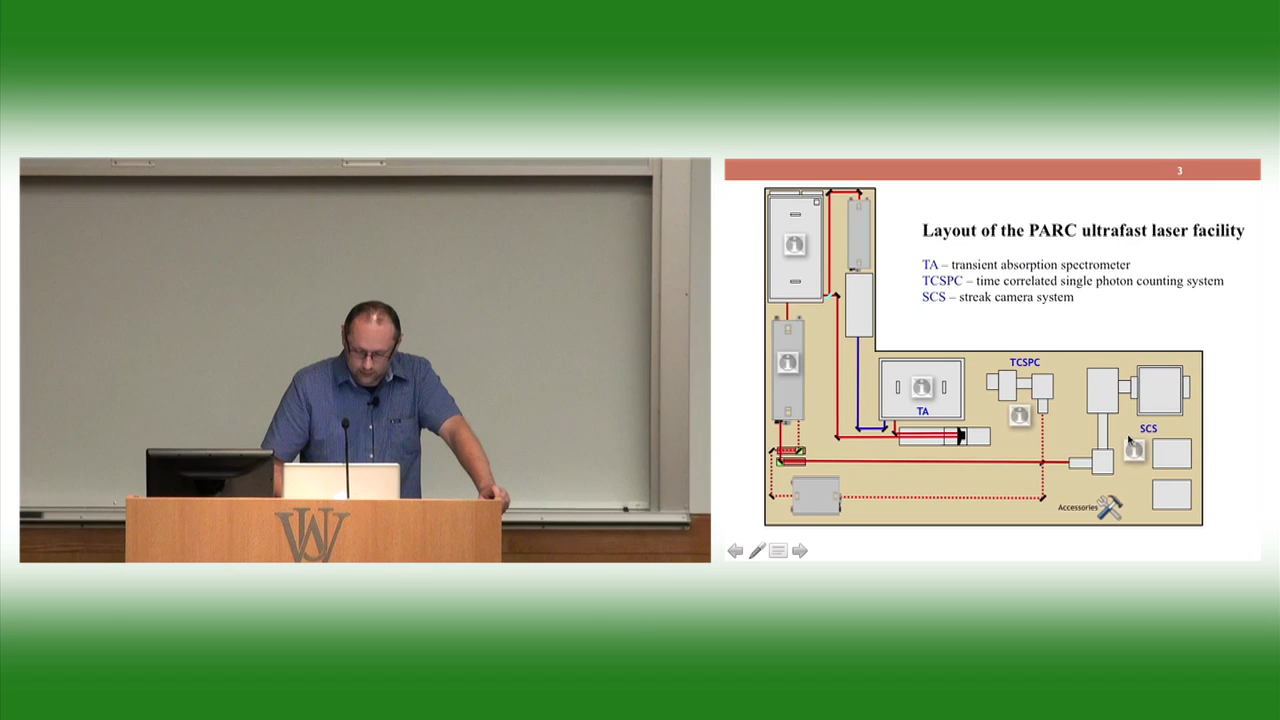 3
Layout of the PARC ultrafast laser facility
TA – transient absorption spectrometer
TCSPC – time correlated single photon counting system
SCS – streak camera system
TCSPC
TA
SCS
Accessories
WU